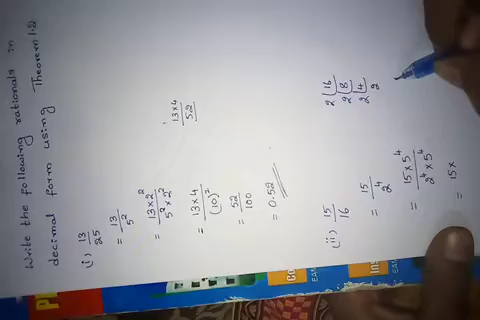 Write the following rationals in
decimal form using Theorem 1.2
(i) 13/25
= 13/5²
= 13×2²/5²×2²
= 13×4/(10)²
13×4
52
= 52/100
= 0.52
(ii) 15/16
2 | 16
2 | 8
2 | 4
2
= 15/2⁴
= 15×5⁴/2⁴×5⁴
= 15×